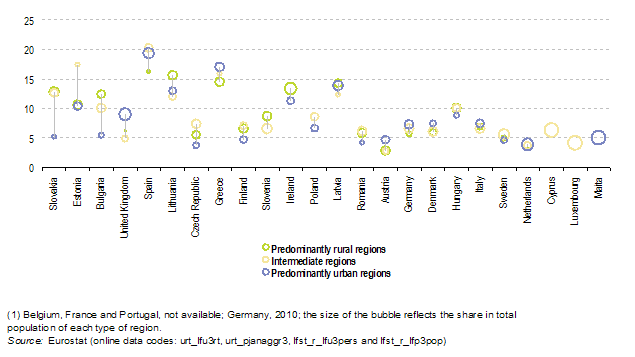 25
20
15
10
5
0
Slovakia
Estonia
Bulgaria
United Kingdom
Spain
Lithuania
Czech Republic
Greece
Finland
Slovenia
Ireland
Poland
Latvia
Romania
Austria
Germany
Denmark
Hungary
Italy
Sweden
Netherlands
Cyprus
Luxembourg
Malta
Predominantly rural regions
Intermediate regions
Predominantly urban regions
(1) Belgium, France and Portugal, not available; Germany, 2010; the size of the bubble reflects the share in total
population of each type of region.
Source: Eurostat (online data codes: urt_lfu3rt, urt_pjanaggr3, lfst_r_lfu3pers and lfst_r_lfp3pop)